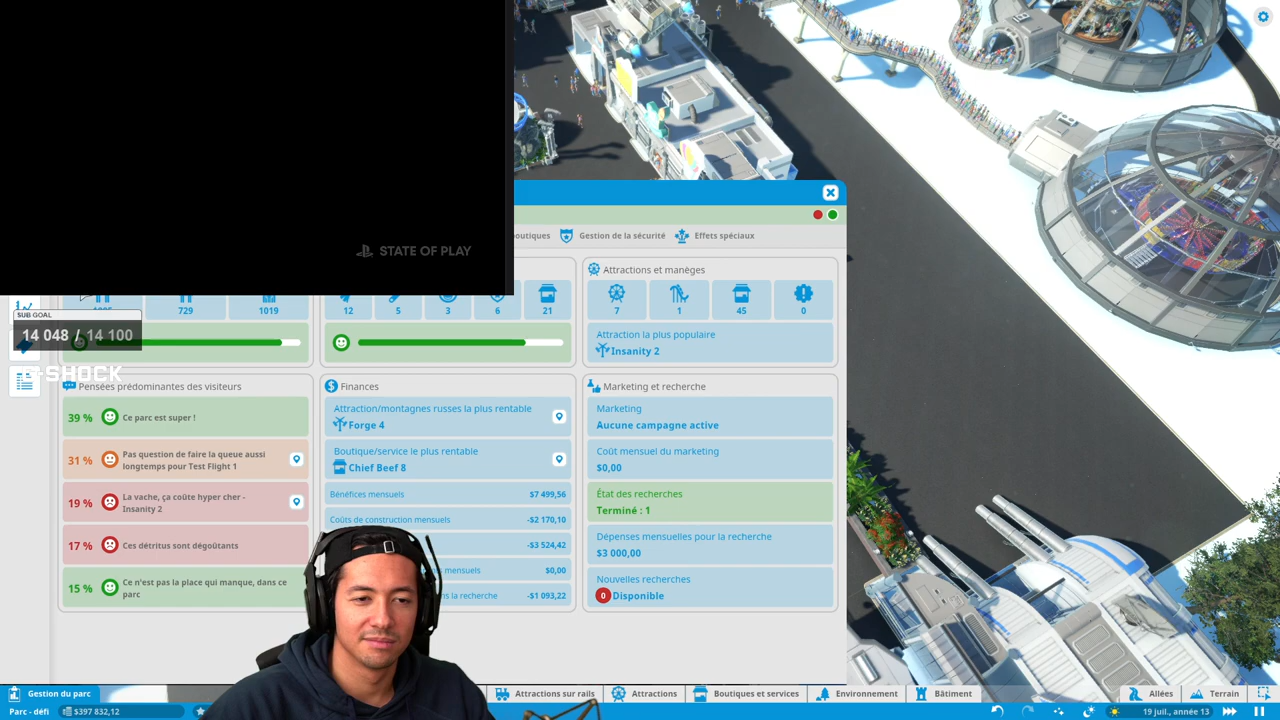 STATE OF PLAY
outiques
Gestion de la sécurité
Effets spéciaux
729
1019
12
5
3
6
21
Attractions et manèges
7
1
45
0
Attraction la plus populaire
Insanity 2
SUB GOAL
14 048 / 14 100
G-SHOCK
Pensées prédominantes des visiteurs
39 %
Ce parc est super !
31 %
Pas question de faire la queue aussi
longtemps pour Test Flight 1
19 %
La vache, ça coûte hyper cher -
Insanity 2
17 %
Ces détritus sont dégoûtants
15 %
Ce n'est pas la place qui manque, dans ce
parc
Finances
Attraction/montagnes russes la plus rentable
Forge 4
Boutique/service le plus rentable
Chief Beef 8
Bénéfices mensuels
$7 499,56
Coûts de construction mensuels
-$2 170,10
-$3 524,42
mensuels
$0,00
la recherche
-$1 093,22
Marketing et recherche
Marketing
Aucune campagne active
Coût mensuel du marketing
$0,00
État des recherches
Terminé : 1
Dépenses mensuelles pour la recherche
$3 000,00
Nouvelles recherches
0 Disponible
Gestion du parc
Attractions sur rails
Attractions
Boutiques et services
Environnement
Bâtiment
Allées
Terrain
Parc - défi
$397 832,12
19 juil., année 13